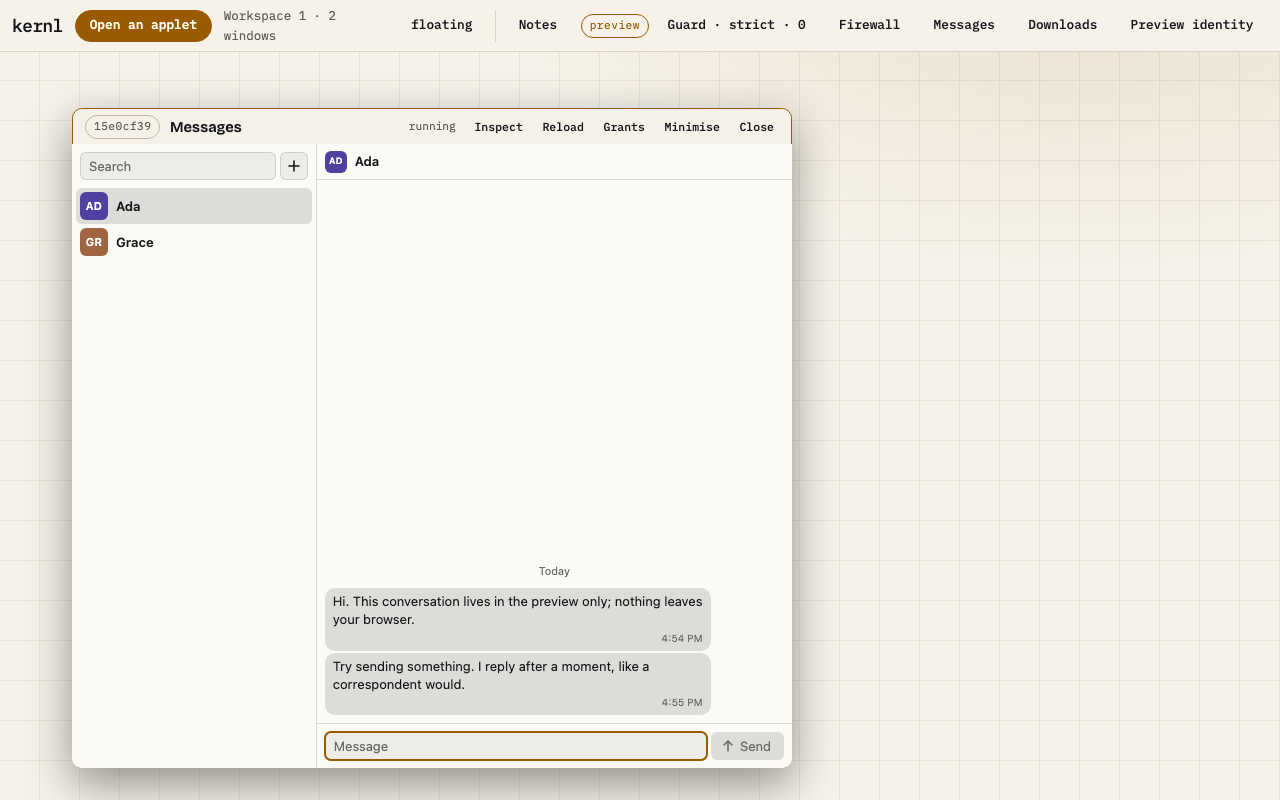 kernl
Open an applet
Workspace 1 · 2
windows
floating
Notes
preview
Guard · strict · 0
Firewall
Messages
Downloads
Preview identity
15e0cf39
Messages
running
Inspect
Reload
Grants
Minimise
Close
Search
AD
Ada
GR
Grace
AD
Ada
Today
Hi. This conversation lives in the preview only; nothing leaves
your browser.
4:54 PM
Try sending something. I reply after a moment, like a
correspondent would.
4:55 PM
Message
Send